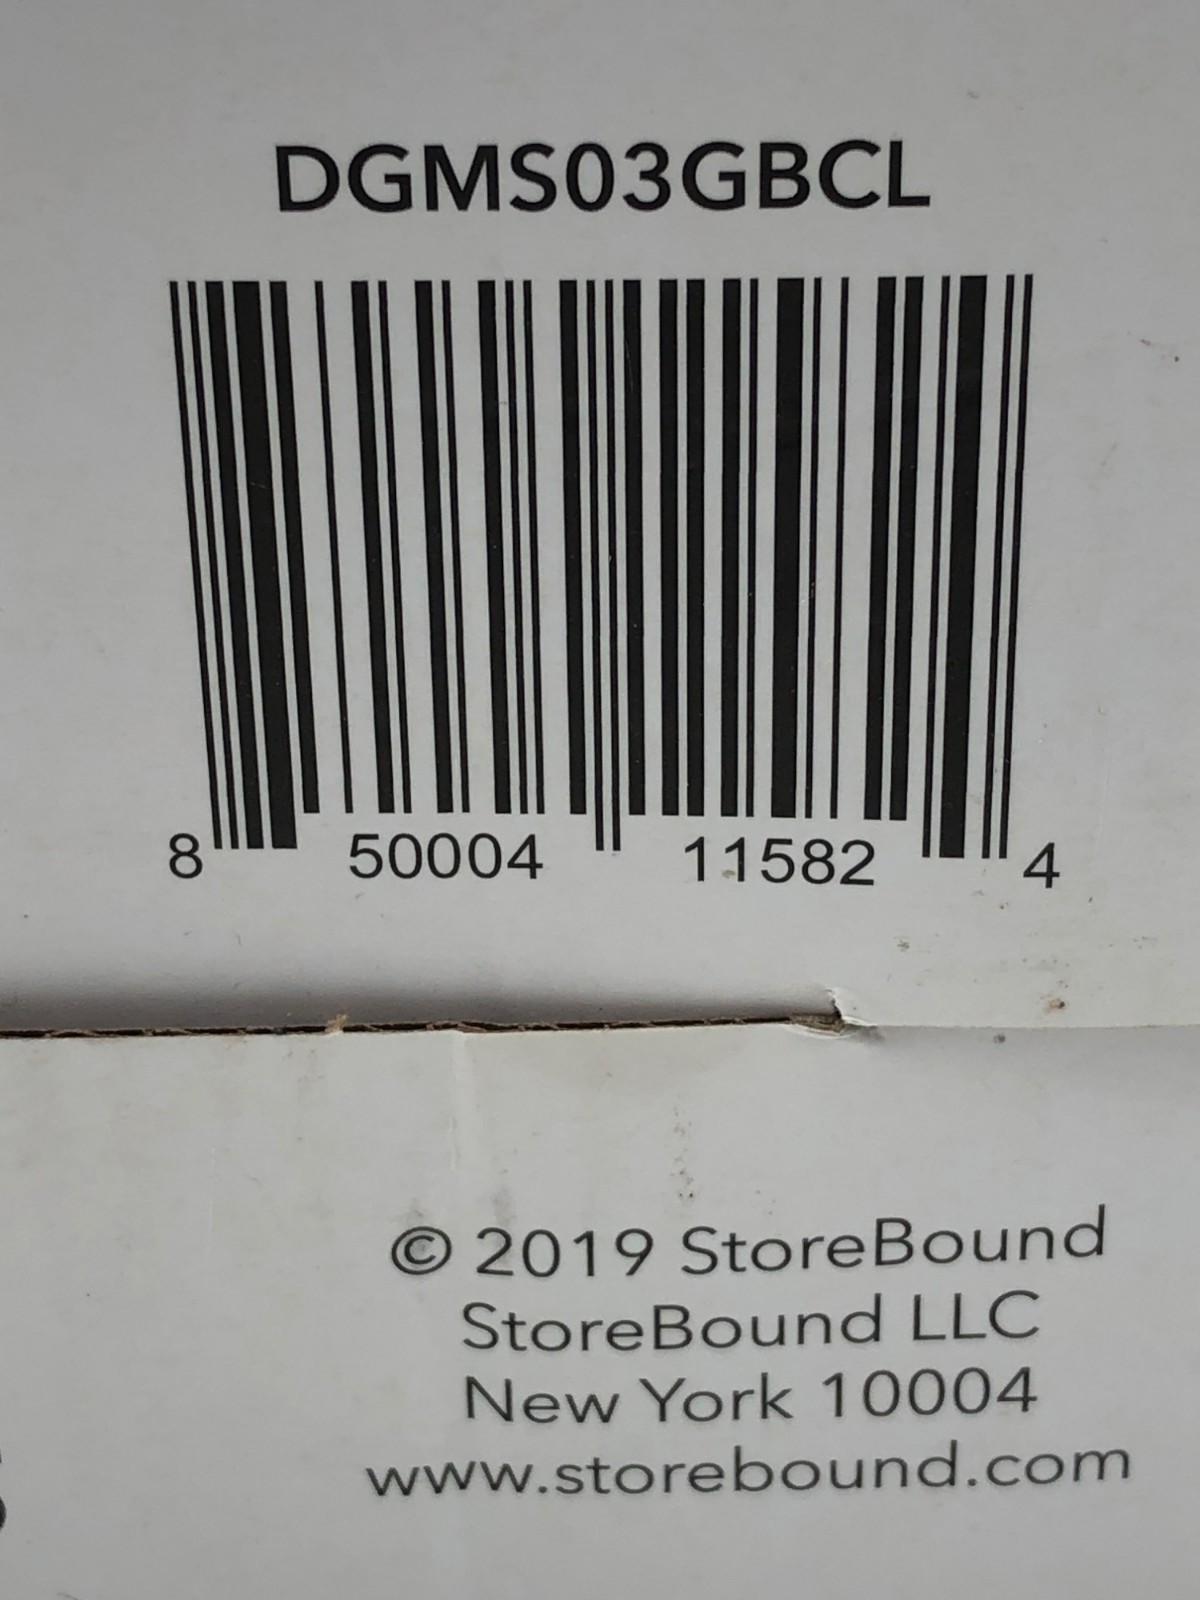 DGMS03GBCL
8 50004 11582 4
© 2019 StoreBound
StoreBound LLC
New York 10004
www.storebound.com